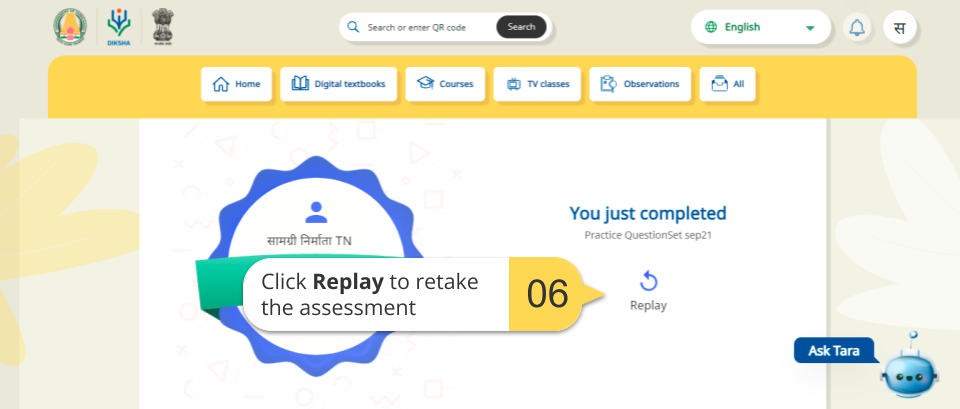 DIKSHA
Search or enter QR code
Search
English
स
Home
Digital textbooks
Courses
TV classes
Observations
All
सामग्री निर्माता TN
You just completed
Practice QuestionSet sep21
Click Replay to retake
the assessment
06
Replay
Ask Tara